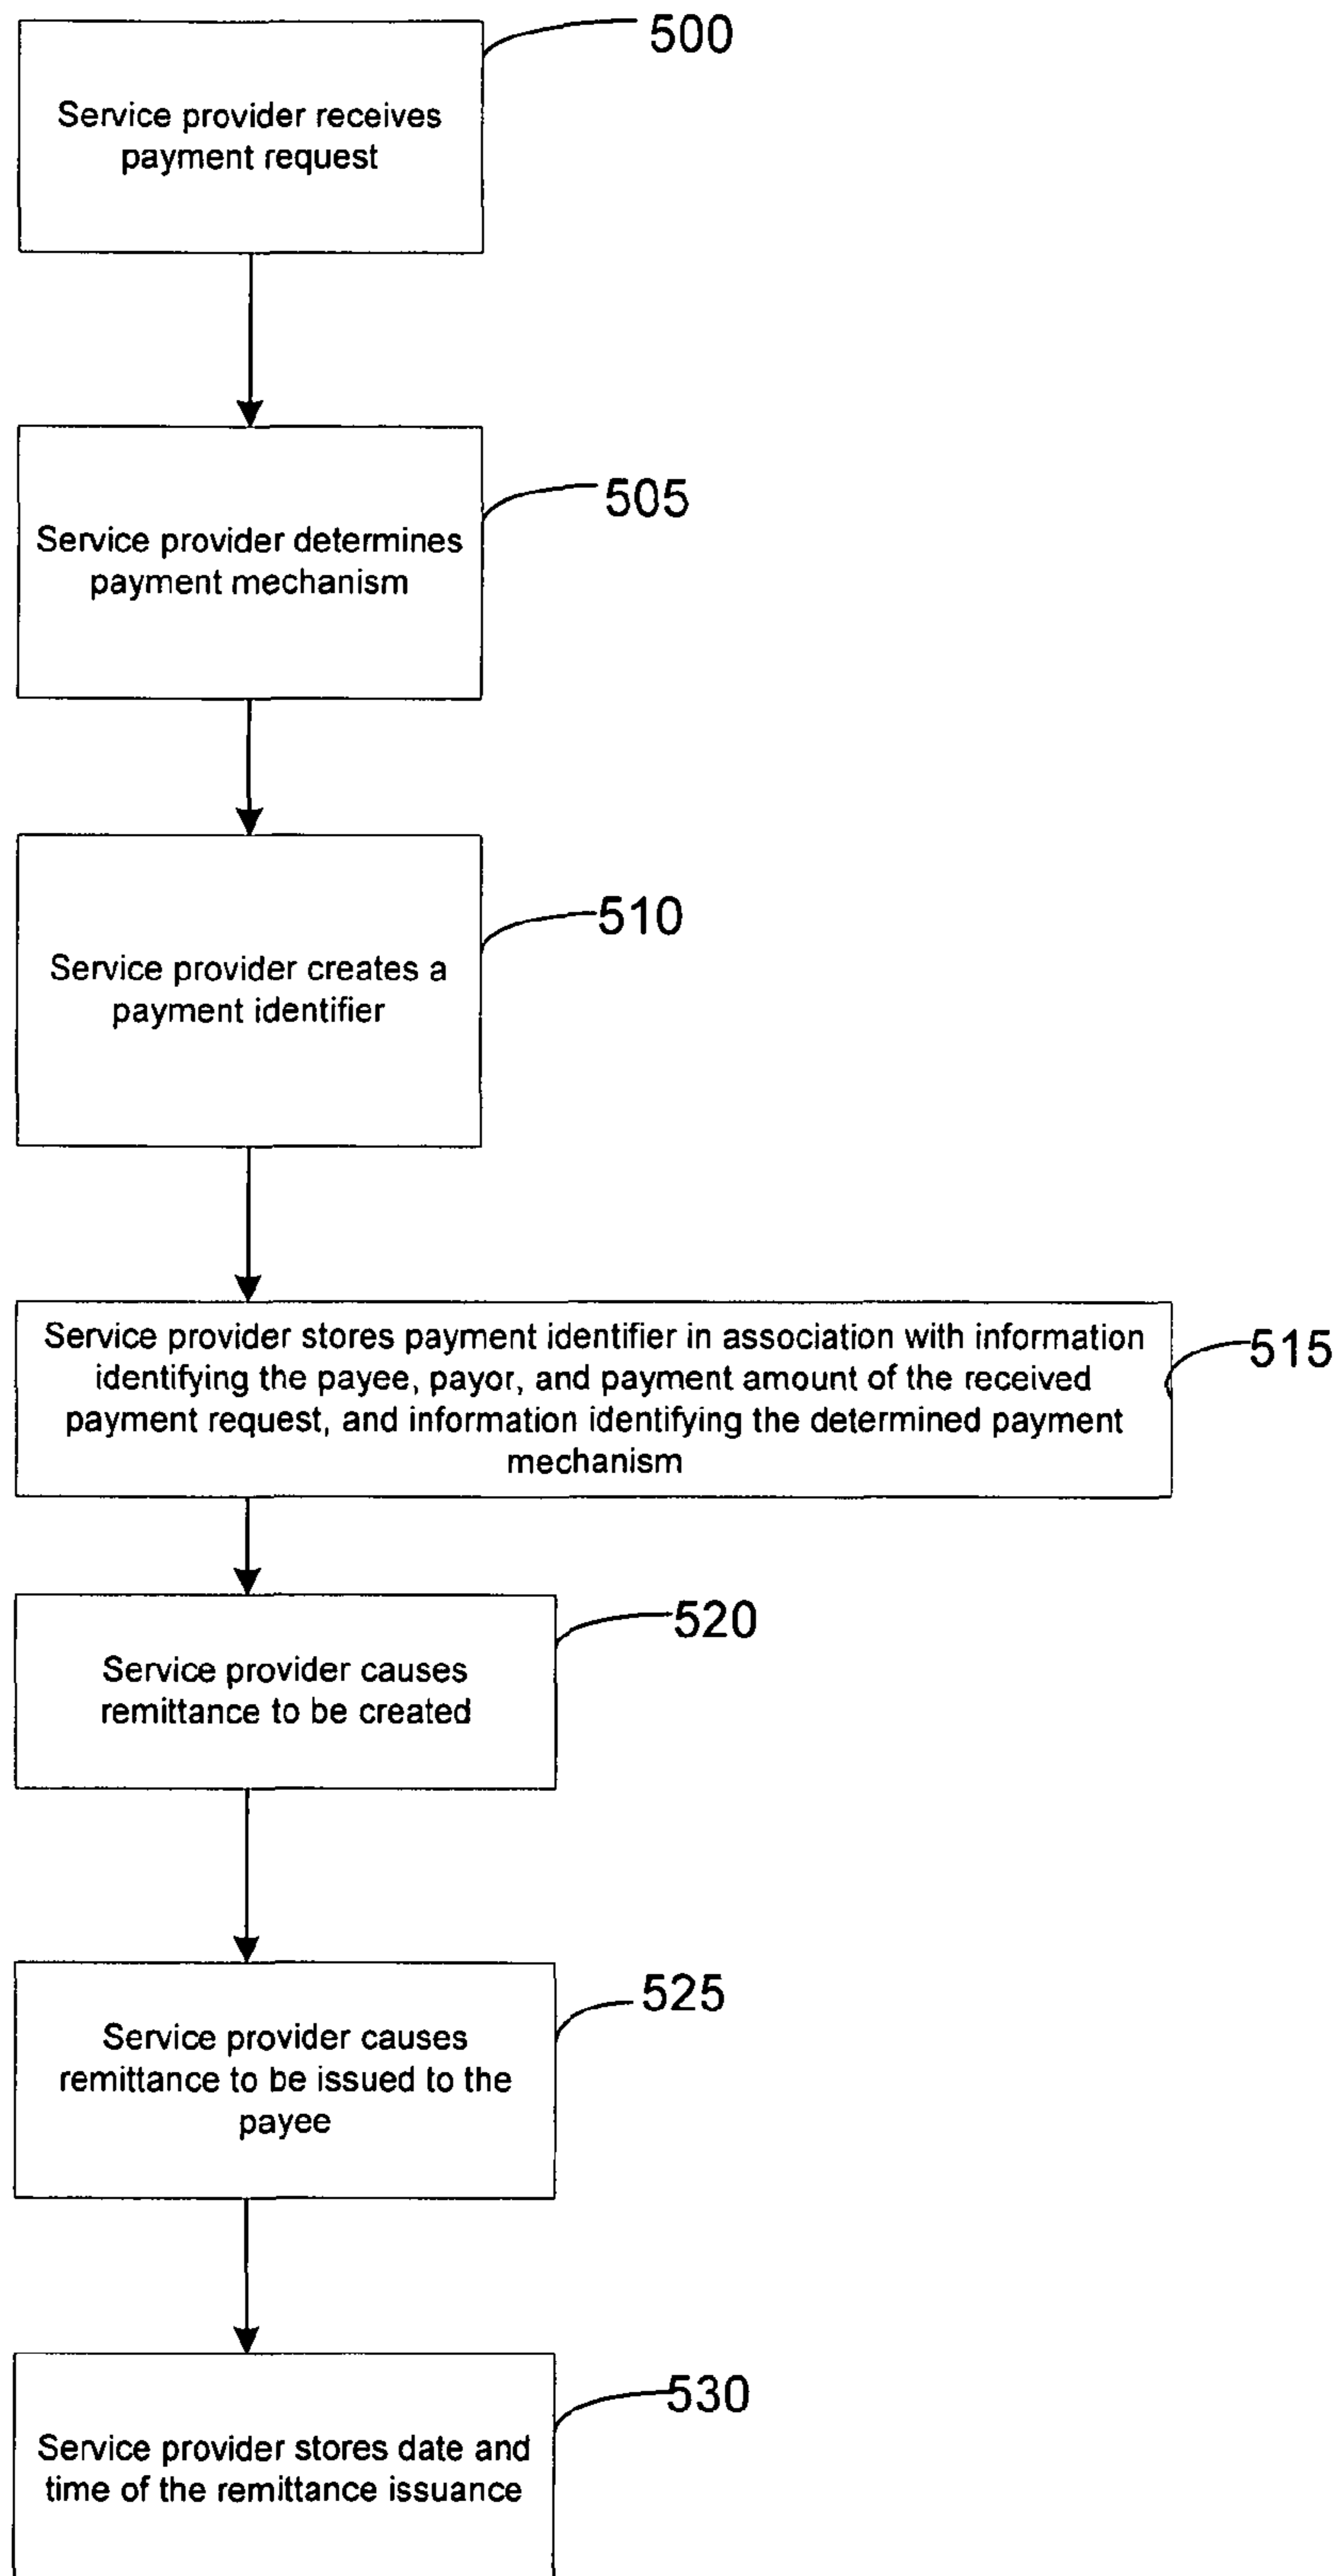 500
Service provider receives
payment request
505
Service provider determines
payment mechanism
510
Service provider creates a
payment identifier
Service provider stores payment identifier in association with information
identifying the payee, payor, and payment amount of the received
payment request, and information identifying the determined payment
mechanism
515
520
Service provider causes
remittance to be created
525
Service provider causes
remittance to be issued to the
payee
530
Service provider stores date and
time of the remittance issuance